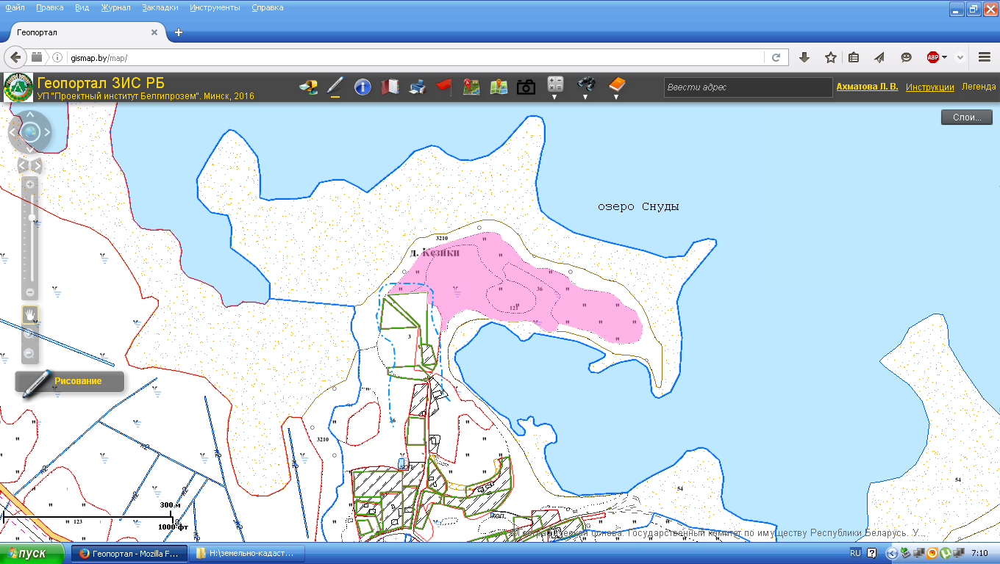 Файл Правка Вид Журнал Закладки Инструменты Справка
Геопортал
gismap.by/map/
ABP
Геопортал ЗИС РБ
УП "Проектный институт Белгипрозем". Минск, 2016
Ввести адрес
Ахматова Л. В. Инструкции Легенда
Слои...
озеро Снуды
3210
д. Кезики
36
121
3
Рисование
36
3210
54
54
300 м
123
1000 фт
Государственный комитет по имуществу Республики Беларусь. У...
пуск
Геопортал - Mozilla F...
H:\земельно-кадаст...
RU
7:10